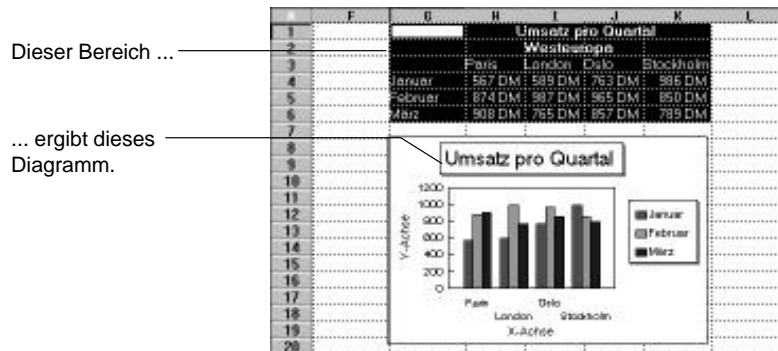 F G H I J K L
1 Umsatz pro Quartal
Dieser Bereich ...
2 Westeuropa
3 Paris London Oslo Stockholm
4 Januar 567 DM 589 DM 763 DM 986 DM
5 Februar 874 DM 987 DM 965 DM 850 DM
6 März 908 DM 765 DM 857 DM 789 DM
7
... ergibt dieses
Diagramm.
8
9
10
11
12
13
14
15
16
17
18
19
20
Umsatz pro Quartal
1200
1000
800
600
400
200
0
Y-Achse
Januar
Februar
März
Paris Oslo
London Stockholm
X-Achse